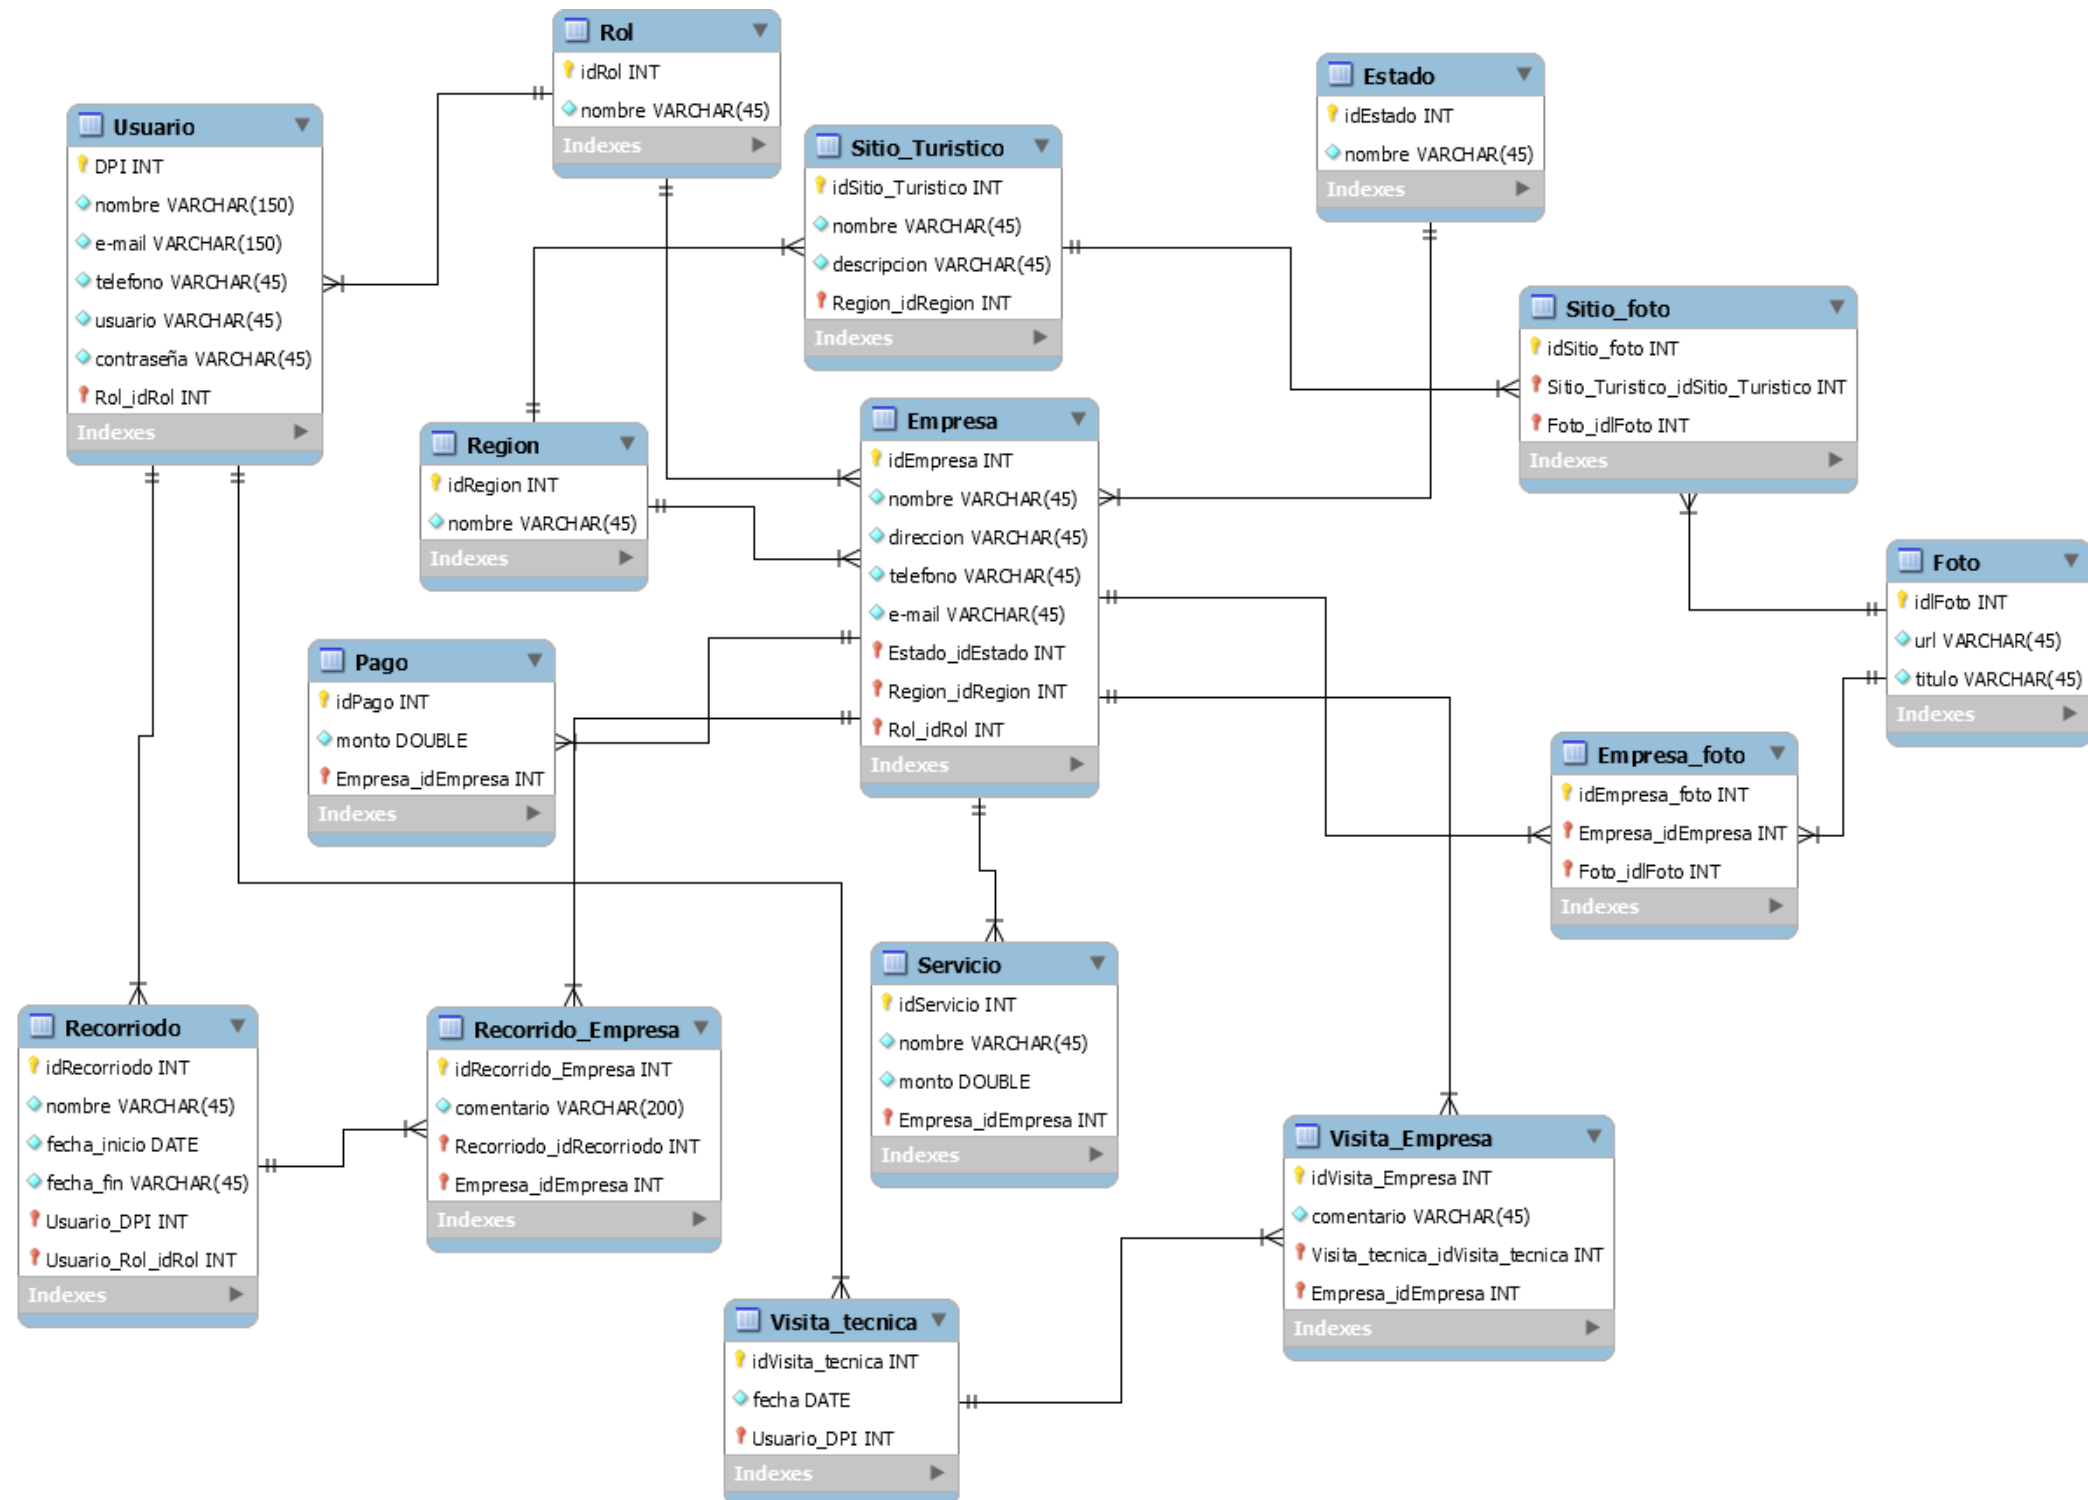 Rol
idRol INT
nombre VARCHAR(45)
Indexes
Estado
idEstado INT
nombre VARCHAR(45)
Indexes
Usuario
DPI INT
nombre VARCHAR(150)
e-mail VARCHAR(150)
telefono VARCHAR(45)
usuario VARCHAR(45)
contraseña VARCHAR(45)
Rol_idRol INT
Indexes
Sitio_Turistico
idSitio_Turistico INT
nombre VARCHAR(45)
descripcion VARCHAR(45)
Region_idRegion INT
Indexes
Sitio_foto
idSitio_foto INT
Sitio_Turistico_idSitio_Turistico INT
Foto_idlFoto INT
Indexes
Region
idRegion INT
nombre VARCHAR(45)
Indexes
Empresa
idEmpresa INT
nombre VARCHAR(45)
direccion VARCHAR(45)
telefono VARCHAR(45)
e-mail VARCHAR(45)
Estado_idEstado INT
Region_idRegion INT
Rol_idRol INT
Indexes
Foto
idlFoto INT
url VARCHAR(45)
titulo VARCHAR(45)
Indexes
Pago
idPago INT
monto DOUBLE
Empresa_idEmpresa INT
Indexes
Empresa_foto
idEmpresa_foto INT
Empresa_idEmpresa INT
Foto_idlFoto INT
Indexes
Servicio
idServicio INT
nombre VARCHAR(45)
monto DOUBLE
Empresa_idEmpresa INT
Indexes
Recorriodo
idRecorriodo INT
nombre VARCHAR(45)
fecha_inicio DATE
fecha_fin VARCHAR(45)
Usuario_DPI INT
Usuario_Rol_idRol INT
Indexes
Recorrido_Empresa
idRecorrido_Empresa INT
comentario VARCHAR(200)
Recorriodo_idRecorriodo INT
Empresa_idEmpresa INT
Indexes
Visita_Empresa
idVisita_Empresa INT
comentario VARCHAR(45)
Visita_tecnica_idVisita_tecnica INT
Empresa_idEmpresa INT
Indexes
Visita_tecnica
idVisita_tecnica INT
fecha DATE
Usuario_DPI INT
Indexes